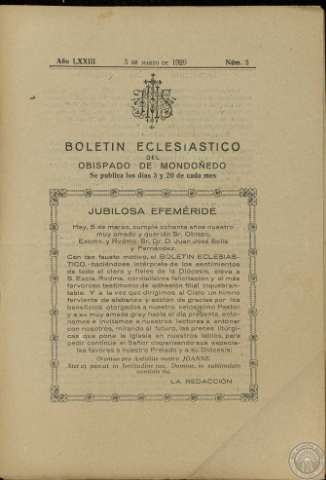 Año LXXIII 5 DE MARZO DE 1929 Núm. 5
BOLETIN ECLESIASTICO
DEL
OBISPADO DE MONDOÑEDO
Se publica los días 5 y 20 de cada mes
JUBILOSA EFEMÉRIDE
Hoy, 5 de marzo, cumple ochenta años nuestro
muy amado y querido Sr. Obispo,
Excmo. y Rvdmo. Sr. Dr. D. Juan José Solís
y Fernández.
Con tan fausto motivo, el BOLETIN ECLESIAS-
TICO, haciéndose intérprete de los sentimientos
de todo el clero y fieles de la Diócesis, eleva a
S. Excia. Rvdma. cordiales felicitación y el más
fervoroso testimonio de adhesión filial inquebran-
table. Y a la vez que dirigimos al Cielo un himno
ferviente de alabanza y acción de gracias por los
beneficios otorgados a nuestro celosísimo Pastor
y a su muy amada grey hasta el día presente, exhor-
tamos e invitamos a nuestros lectores a entonar
con nosotros, mirando al futuro, las preces litúrgi-
cas que pone la Iglesia en nuestros labios, para
pedir continúe el Señor dispensando sus especia-
les favores a nuestro Prelado y a su Diócesis:
Oremus pro Antistite nostro JOANNE.
Stet et pascat in fortitudine tua, Domine, in sublimitate
nominis tui.
LA REDACCIÓN